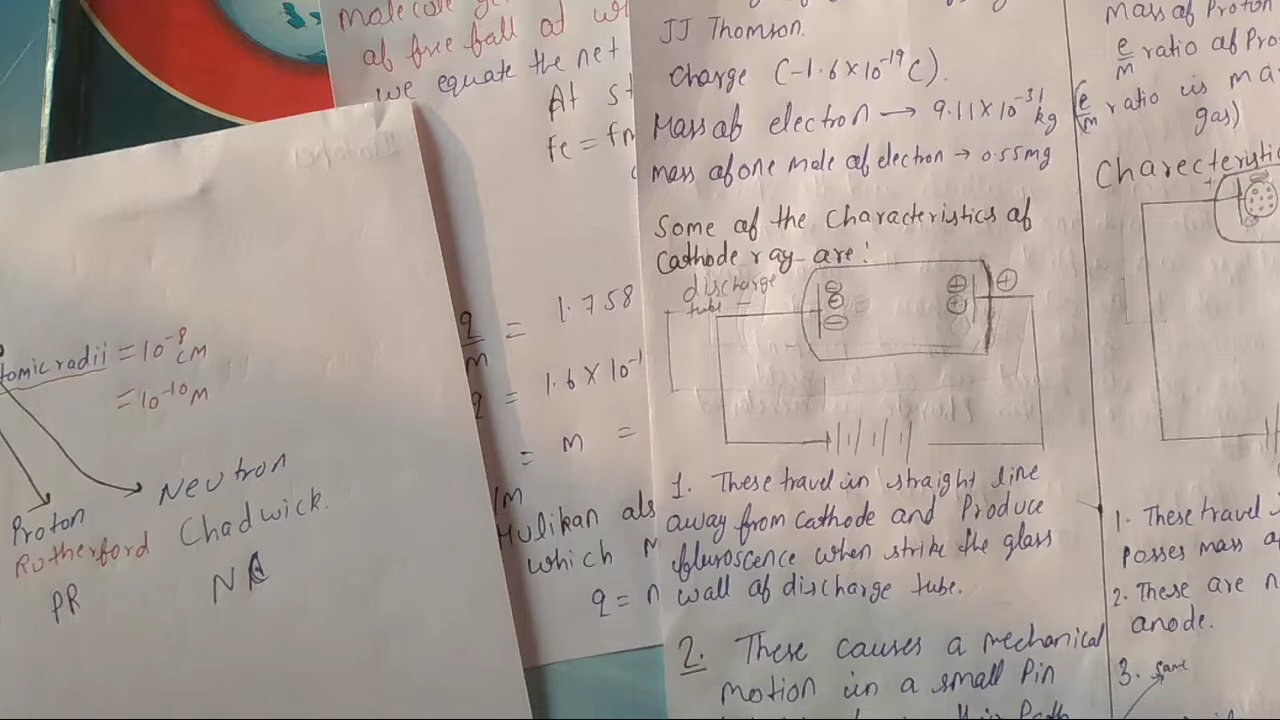 tomic radii = 10⁻⁸ cm
= 10⁻¹⁰ m
Neutron
Chadwick.
NC
Proton
Rutherford
PR
molecule
of free fall at
we equate the net
At
Fe =
q/m = 1.758
q = 1.6 × 10
= m =
/m
Mulikan als
which
q = n
JJ Thomson.
Charge (-1.6×10⁻¹⁹ C).
Mass of electron → 9.11×10⁻³¹ kg
mass of one mole of electron → 0.55mg
Some of the characteristics of
Cathode ray are:
discharge
tube
1. These travel in straight line
away from cathode and Produce
fluroscence when strike the glass
wall of discharge tube.
2. These causes a mechanical
motion in a small Pin
Mass of Proton
e/m ratio of Pro
(e/m ratio is ma
gas)
Charecteristic
1. These travel
Posses mass
2. These are n
anode.
3. same